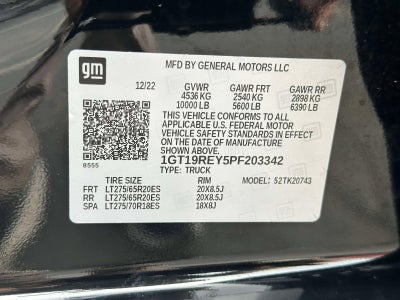 gm
MFD BY GENERAL MOTORS LLC
12/22 GVWR GAWR FRT GAWR RR
4536 KG 2540 KG 2898 KG
10000 LB 5600 LB 6390 LB
THIS VEHICLE CONFORMS TO ALL
APPLICABLE U.S. FEDERAL MOTOR
VEHICLE SAFETY STANDARDS IN EFFECT
ON THE DATE OF MANUFACTURE SHOWN
ABOVE.
8555 1GT19REY5PF203342
TYPE: TRUCK
TIRE SIZE RIM MODEL: 52TK20743
FRT LT275/65R20ES 20X8.5J
RR LT275/65R20ES 20X8.5J
SPA LT275/70R18ES 18X8J